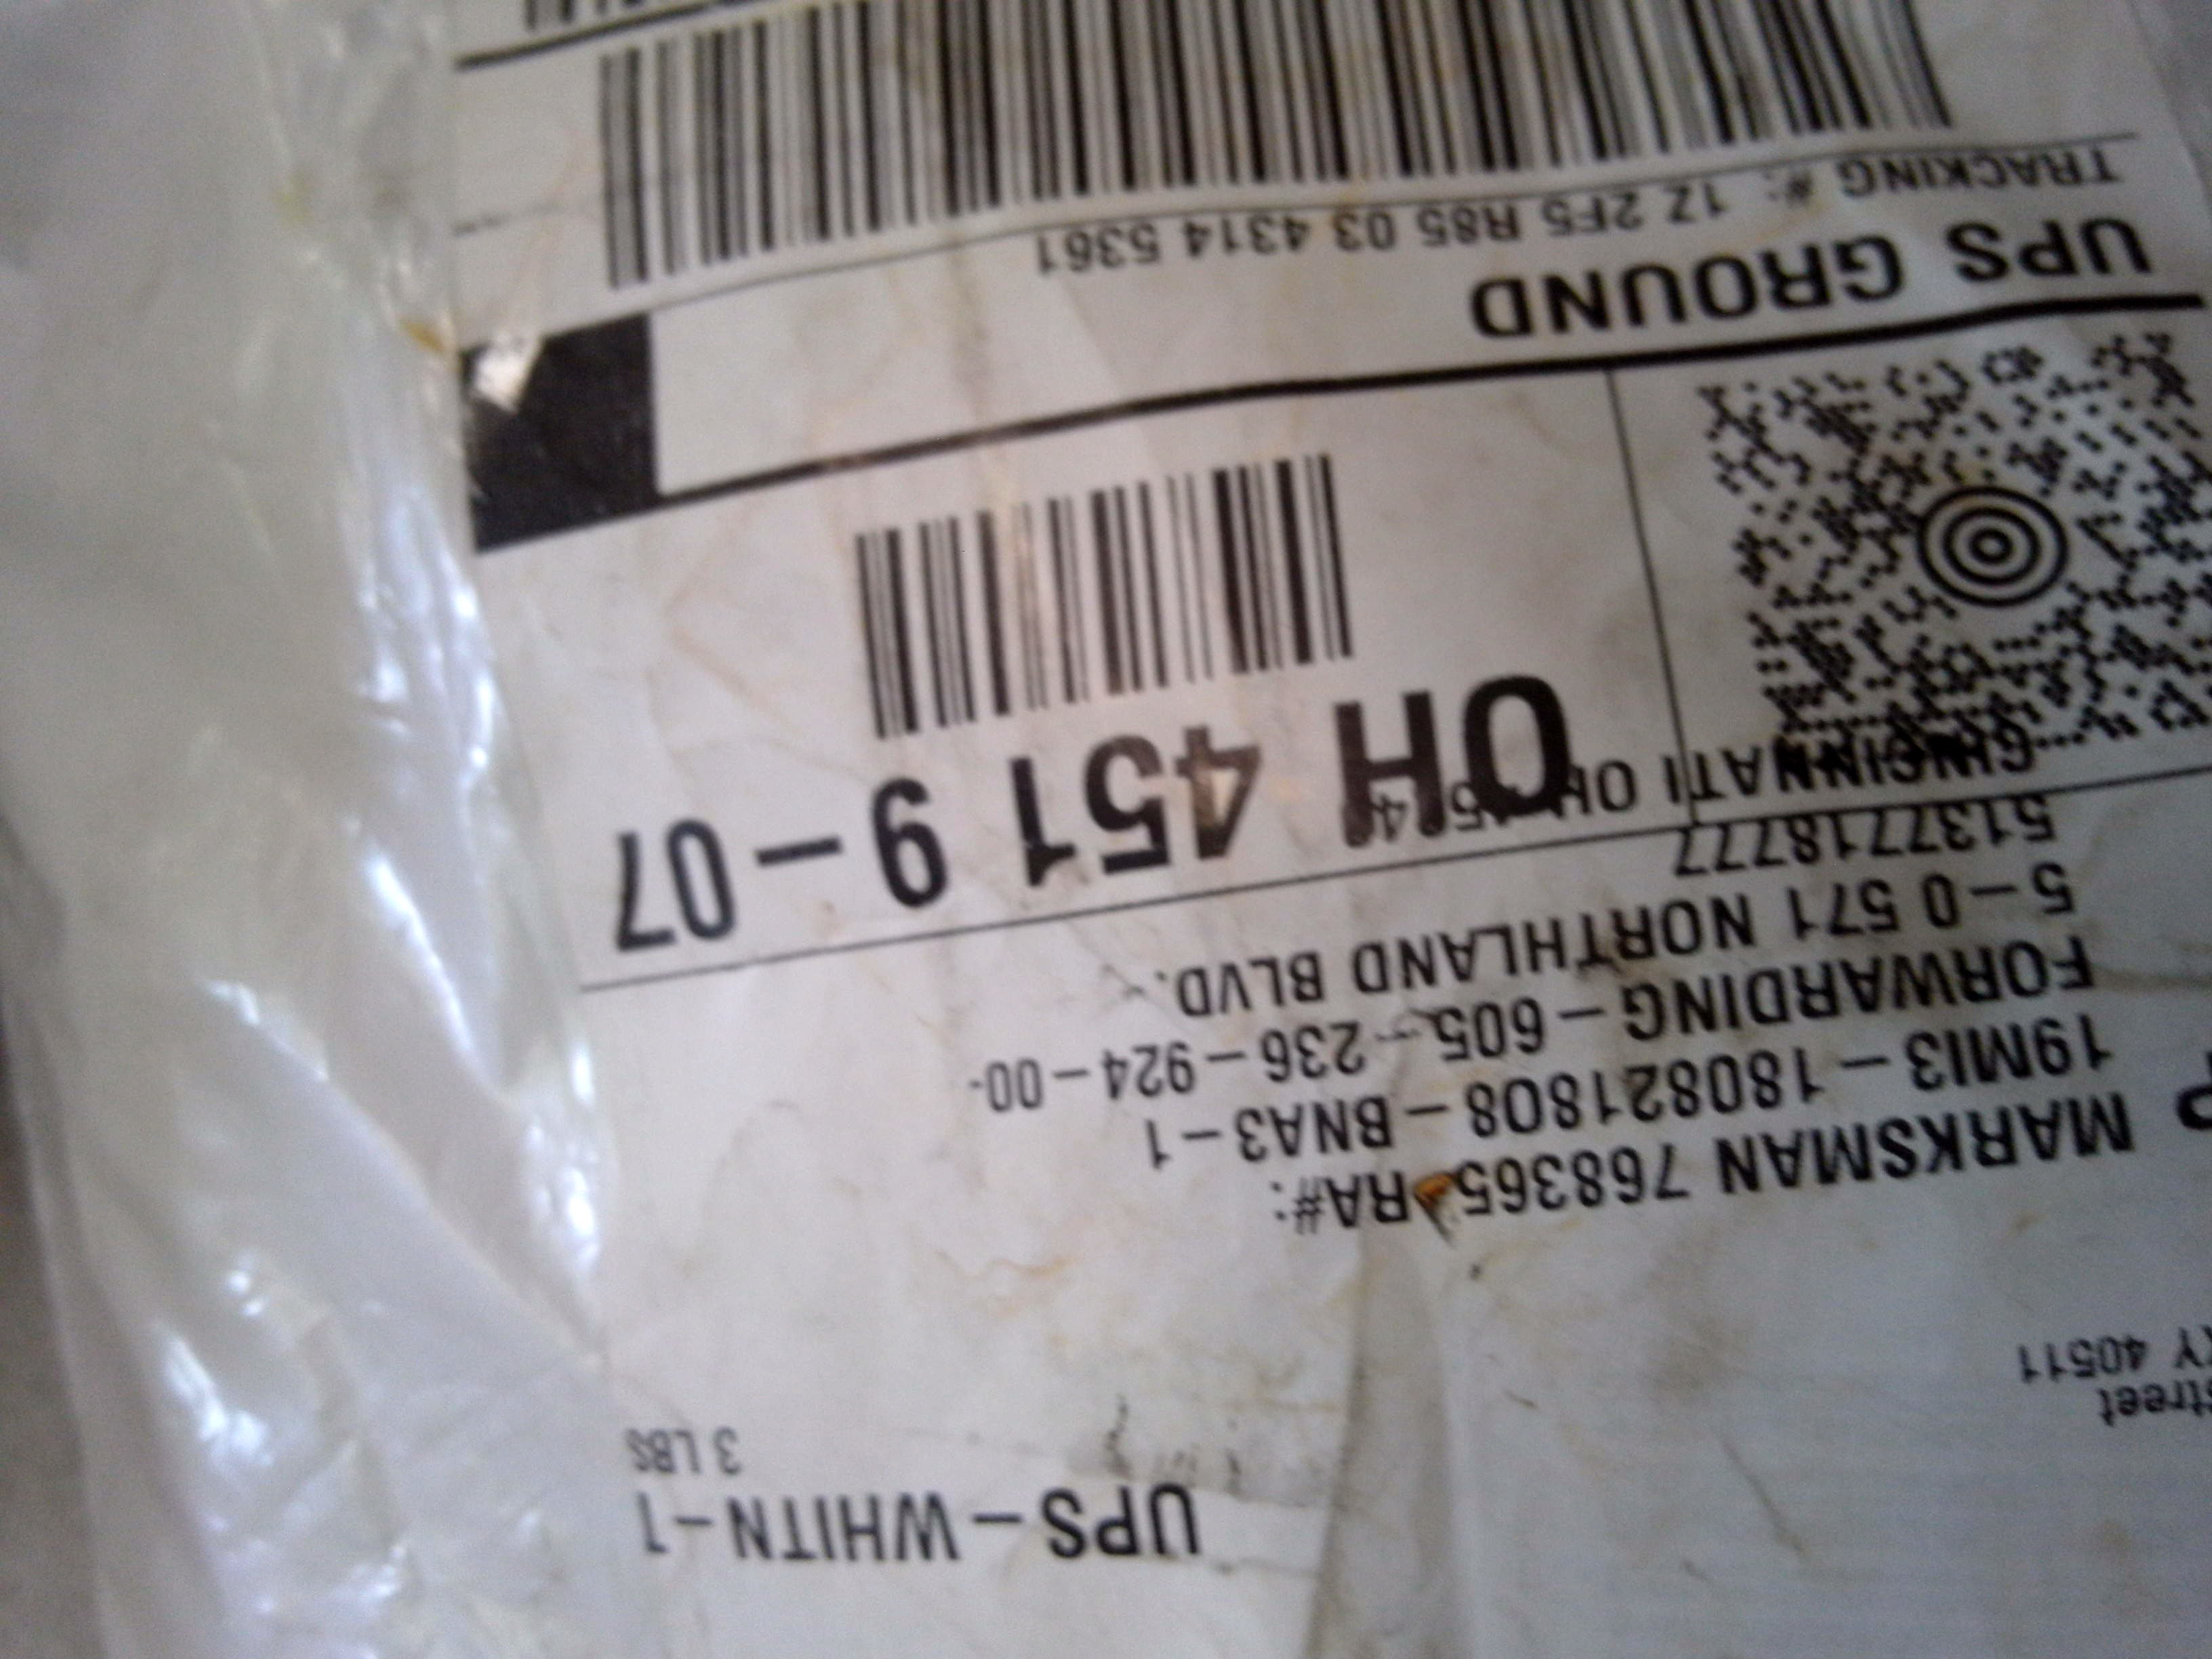 UPS-WHITN-1
3 LBS
treet
KY 40511
P
MARKSMAN 768365 RA#:
19MI3-180821808-BNA3-1
FORWARDING-605-236-924-00-
5-0 571 NORTHLAND BLVD.
5137718777
CINCINNATI OH
OH 451 9-07
UPS GROUND
TRACKING #: 1Z 2F5 R85 03 4314 5361